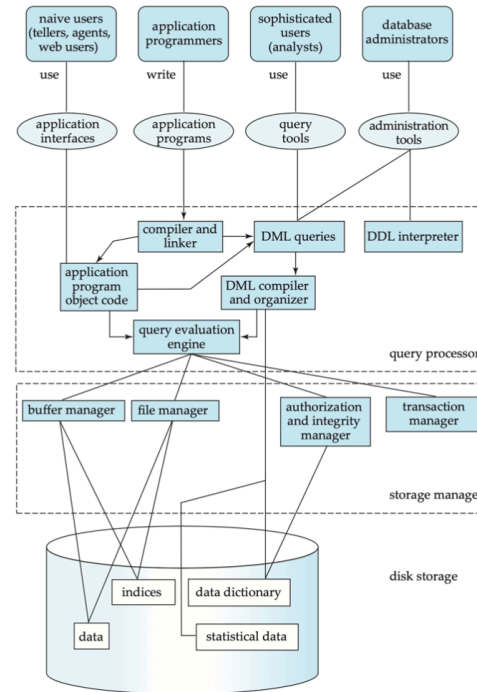 naive users
(tellers, agents,
web users)
application
programmers
sophisticated
users
(analysts)
database
administrators
use
write
use
use
application
interfaces
application
programs
query
tools
administration
tools
compiler and
linker
DML queries
DDL interpreter
application
program
object code
DML compiler
and organizer
query evaluation
engine
query processor
buffer manager
file manager
authorization
and integrity
manager
transaction
manager
storage manage
disk storage
indices
data dictionary
data
statistical data